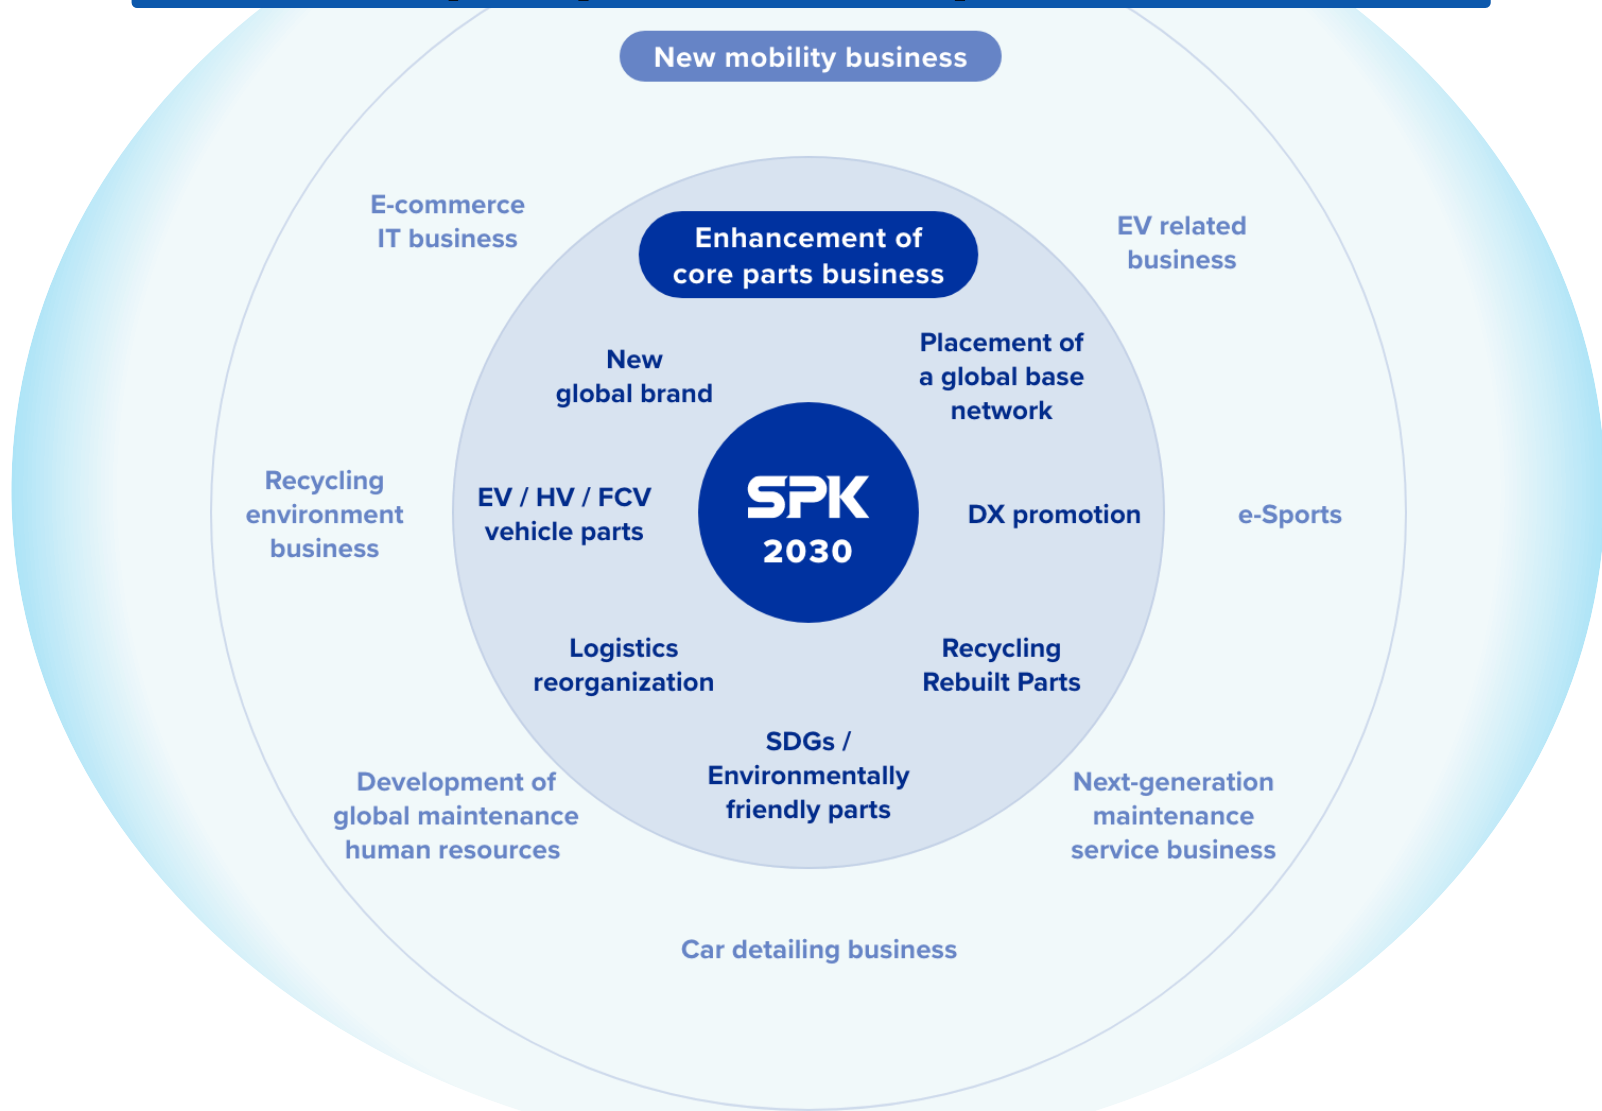 New mobility business
E-commerce
IT business
EV related
business
Enhancement of
core parts business
New
global brand
Placement of
a global base
network
Recycling
environment
business
EV / HV / FCV
vehicle parts
SPK
2030
DX promotion
e-Sports
Logistics
reorganization
Recycling
Rebuilt Parts
SDGs /
Environmentally
friendly parts
Development of
global maintenance
human resources
Next-generation
maintenance
service business
Car detailing business